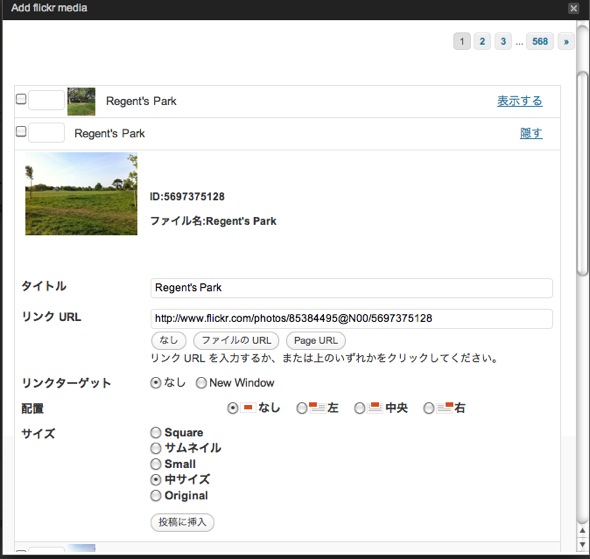 Add flickr media
1 2 3 ... 568 »
Regent's Park 表示する
Regent's Park 隠す
ID:5697375128
ファイル名:Regent's Park
タイトル Regent's Park
リンク URL http://www.flickr.com/photos/85384495@N00/5697375128
なし ファイルの URL Page URL
リンク URL を入力するか、または上のいずれかをクリックしてください。
リンクターゲット なし New Window
配置 なし 左 中央 右
サイズ Square
サムネイル
Small
中サイズ
Original
投稿に挿入